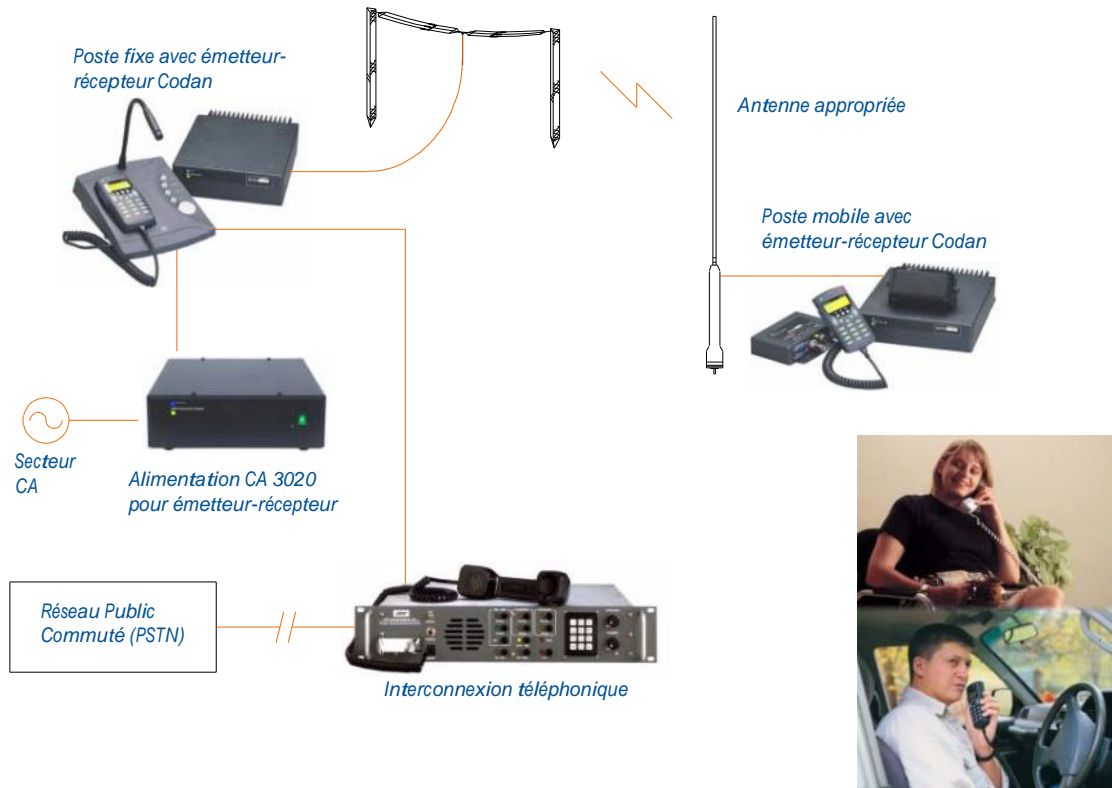 Poste fixe avec émetteur-
récepteur Codan
Antenne appropriée
Poste mobile avec
émetteur-récepteur Codan
Secteur
CA
Alimentation CA 3020
pour émetteur-récepteur
Réseau Public
Commuté (PSTN)
Interconnexion téléphonique